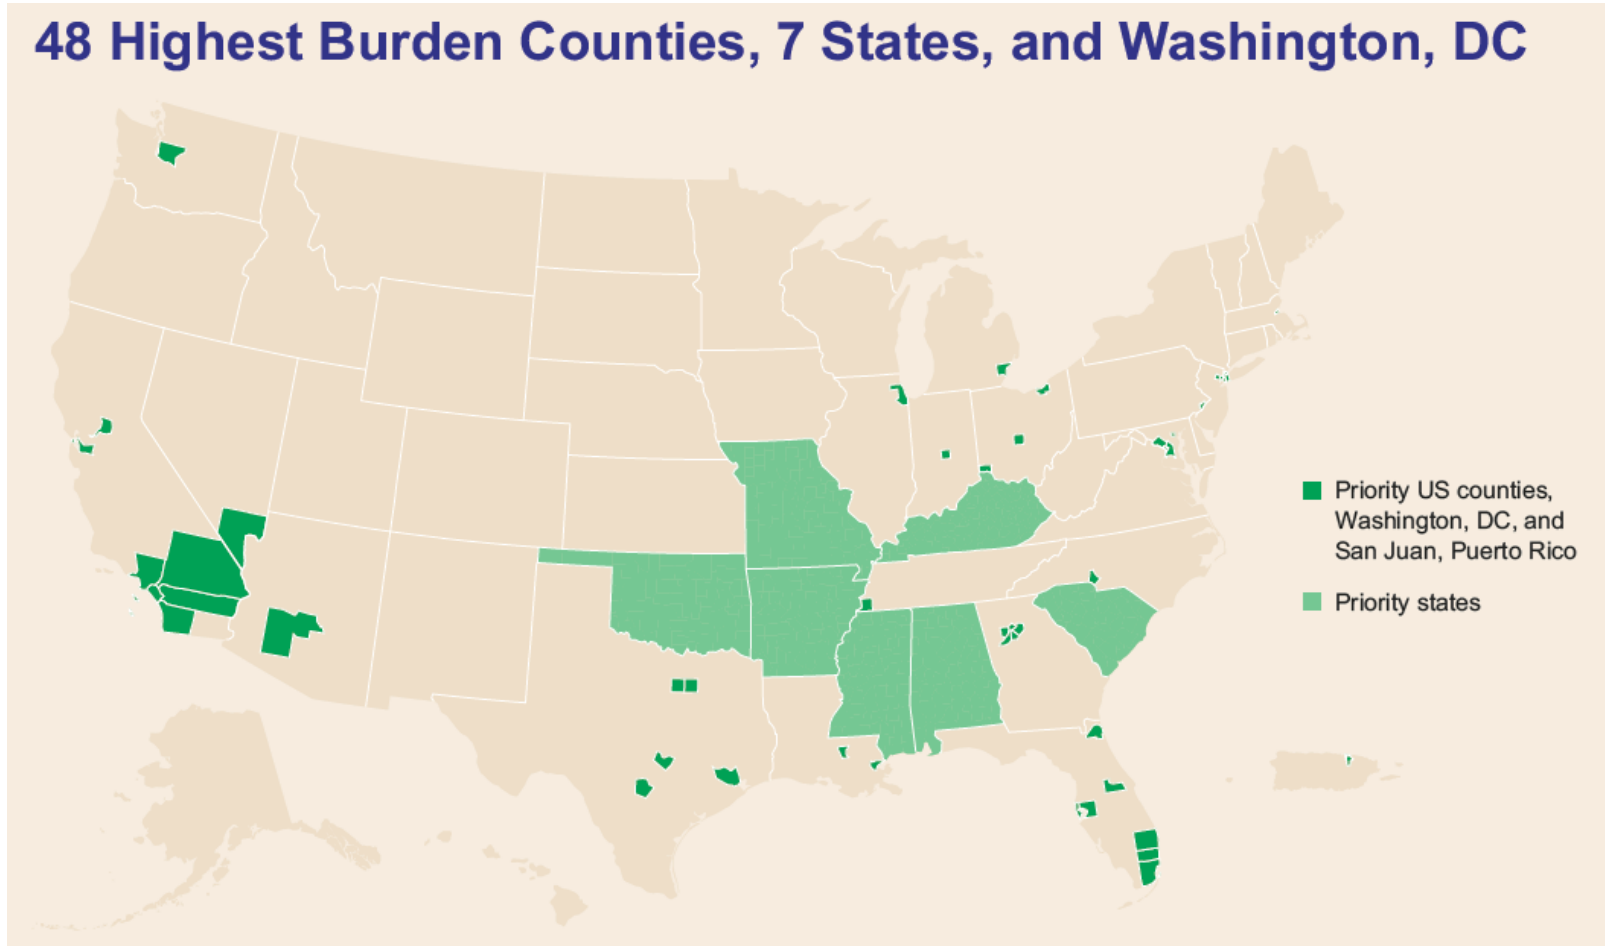 48 Highest Burden Counties, 7 States, and Washington, DC
Priority US counties,
Washington, DC, and
San Juan, Puerto Rico
Priority states